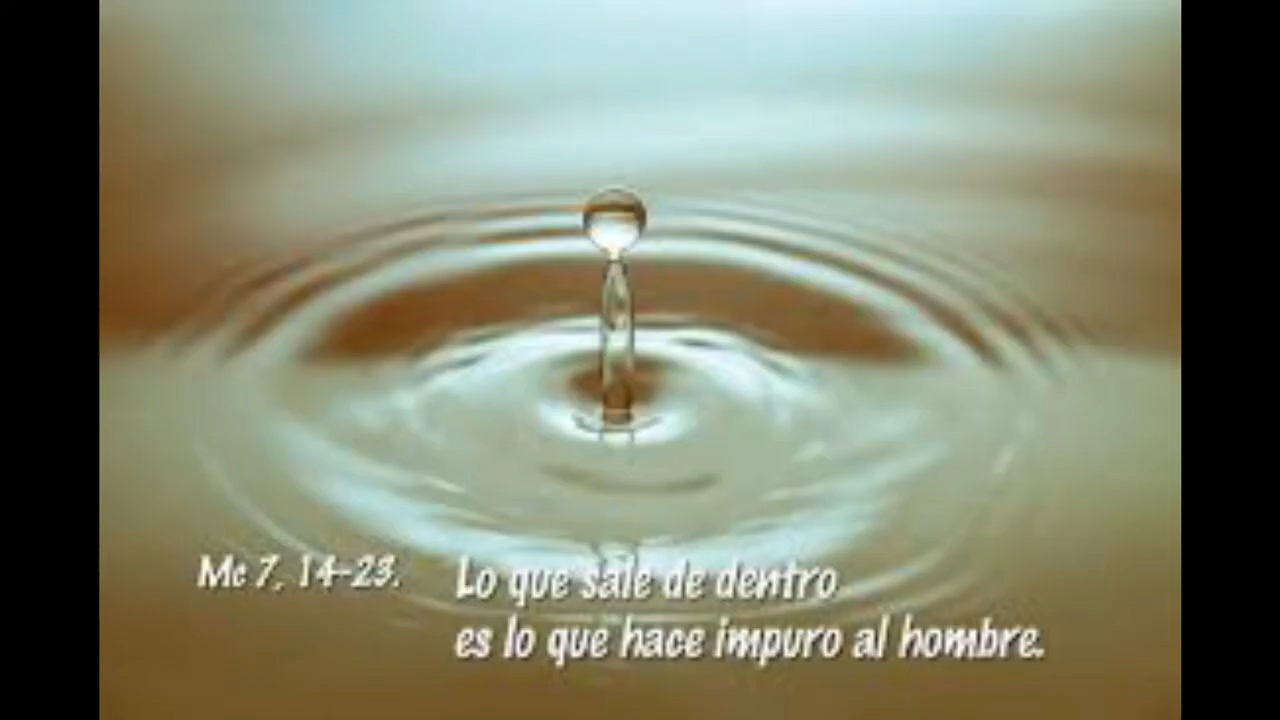 Mc 7, 14-23.
Lo que sale de dentro
es lo que hace impuro al hombre.